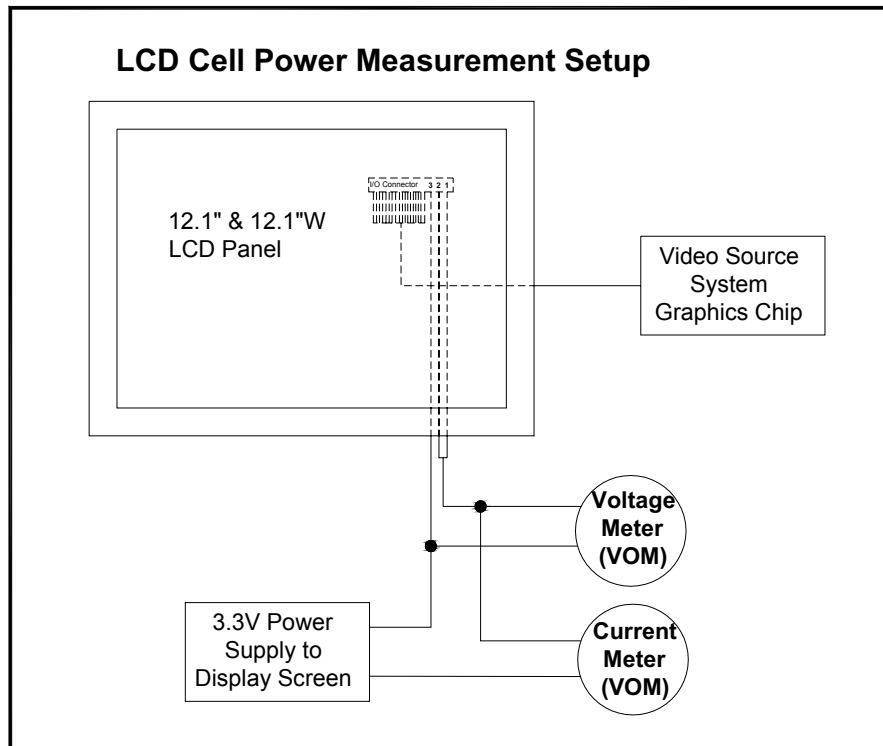 LCD Cell Power Measurement Setup
I/O Connector 3 2 1
12.1" & 12.1"W
LCD Panel
Video Source
System
Graphics Chip
Voltage
Meter
(VOM)
3.3V Power
Supply to
Display Screen
Current
Meter
(VOM)